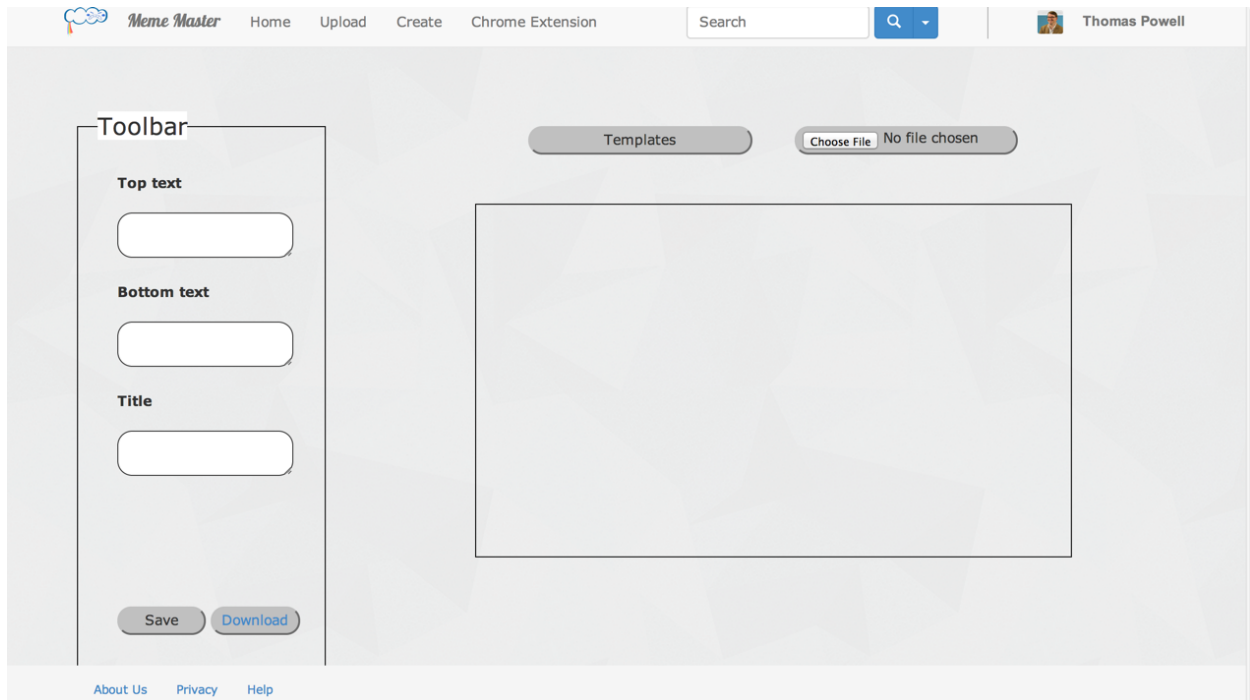 Meme Master Home Upload Create Chrome Extension Search Thomas Powell
Toolbar
Templates Choose File No file chosen
Top text
Bottom text
Title
Save Download
About Us Privacy Help